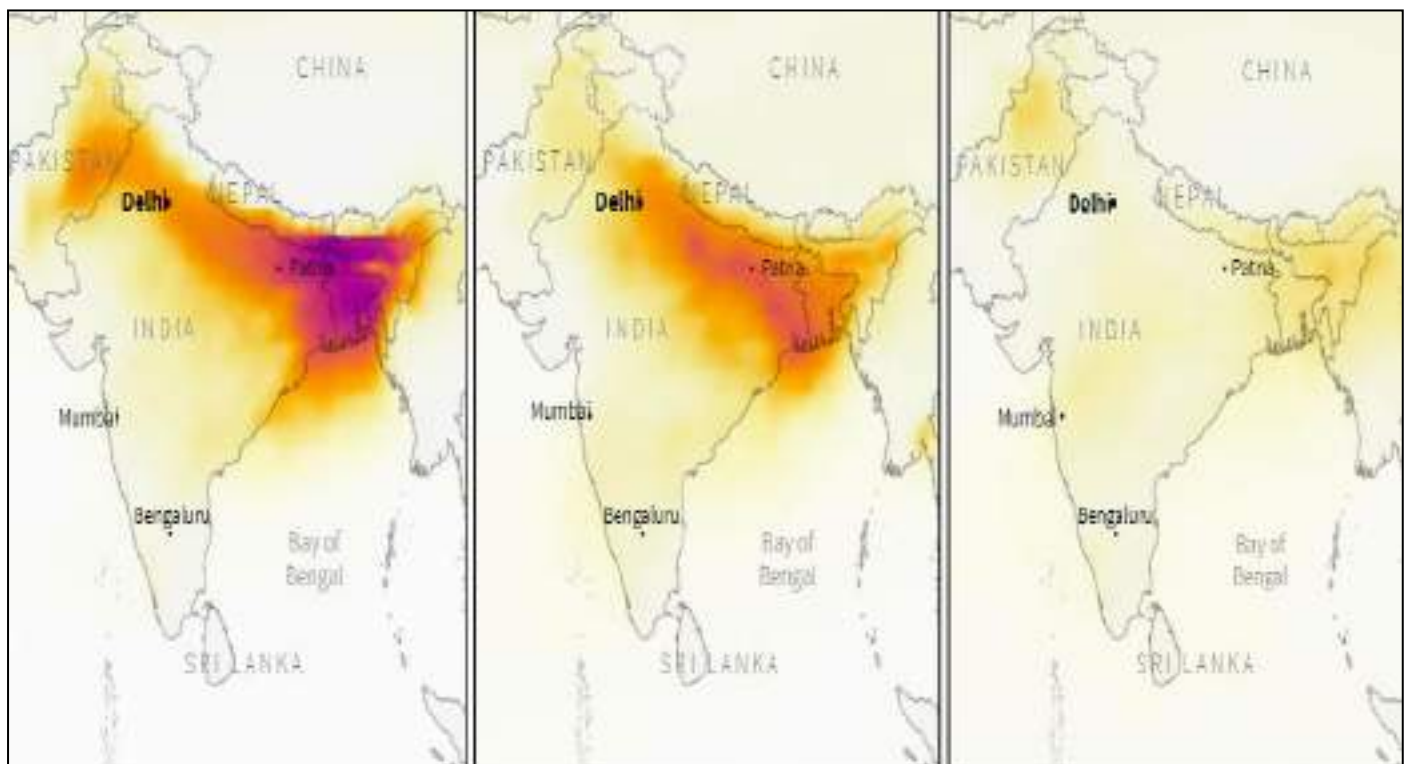 CHINA
PAKISTAN
NEPAL
Delhi
Patna
INDIA
Mumbai
Bengaluru
Bay of
Bengal
SRI LANKA
CHINA
PAKISTAN
NEPAL
Delhi
Patna
INDIA
Mumbai
Bengaluru
Bay of
Bengal
SRI LANKA
CHINA
PAKISTAN
NEPAL
Delhi
Patna
INDIA
Mumbai
Bengaluru
Bay of
Bengal
SRI LANKA